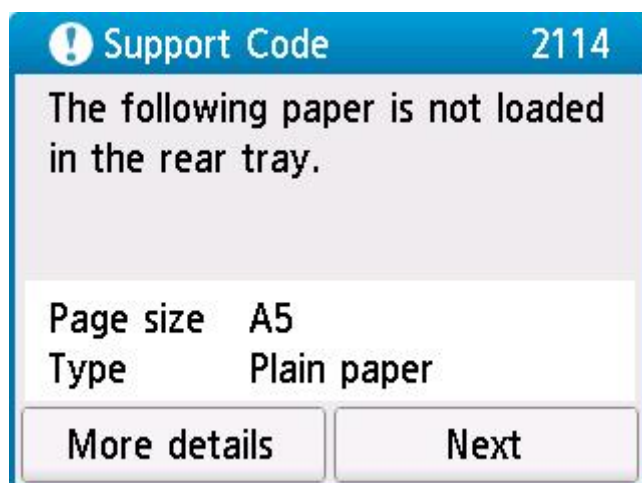 Support Code 2114
The following paper is not loaded
in the rear tray.
Page size A5
Type Plain paper
More details Next